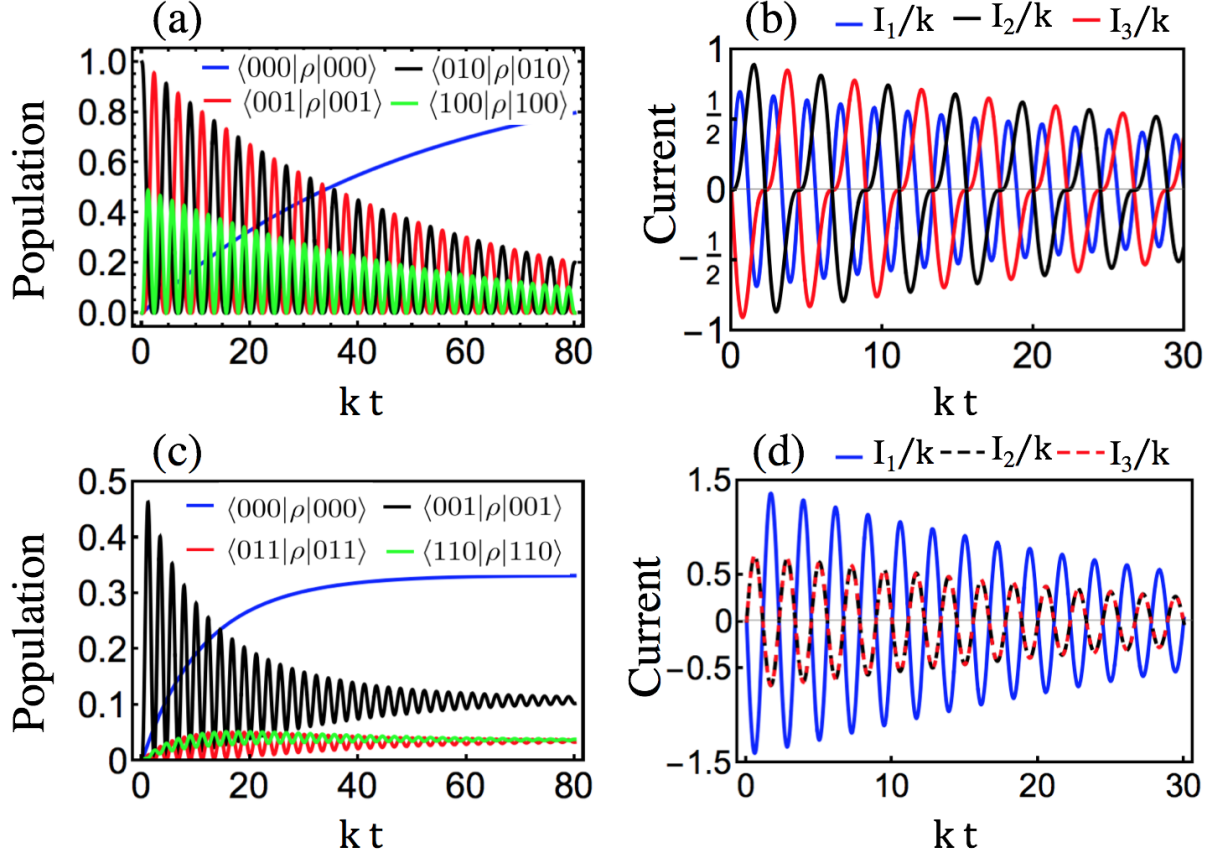 (a)
⟨000|ρ|000⟩ ⟨010|ρ|010⟩
⟨001|ρ|001⟩ ⟨100|ρ|100⟩
Population
1.0
0.8
0.6
0.4
0.2
0.0
0 20 40 60 80
k t
(b) I₁/k I₂/k I₃/k
Current
1
1/2
0
−1/2
−1
0 10 20 30
k t
(c)
⟨000|ρ|000⟩ ⟨001|ρ|001⟩
⟨011|ρ|011⟩ ⟨110|ρ|110⟩
Population
0.5
0.4
0.3
0.2
0.1
0
0 20 40 60 80
k t
(d) I₁/k I₂/k I₃/k
Current
1.5
0.5
0
−0.5
−1.5
0 10 20 30
k t